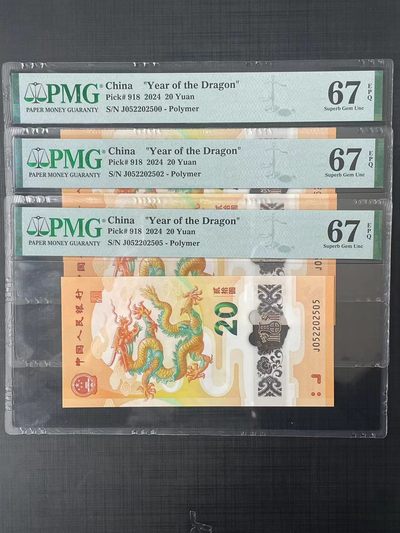 PMG
PAPER MONEY GUARANTY
China "Year of the Dragon"
Pick# 918 2024 20 Yuan
S/N J052202500 - Polymer
67 EPQ
Superb Gem Unc
PMG
PAPER MONEY GUARANTY
China "Year of the Dragon"
Pick# 918 2024 20 Yuan
S/N J052202502 - Polymer
67 EPQ
Superb Gem Unc
PMG
PAPER MONEY GUARANTY
China "Year of the Dragon"
Pick# 918 2024 20 Yuan
S/N J052202505 - Polymer
67 EPQ
Superb Gem Unc
中国人民银行
贰拾圆
20
J052202505